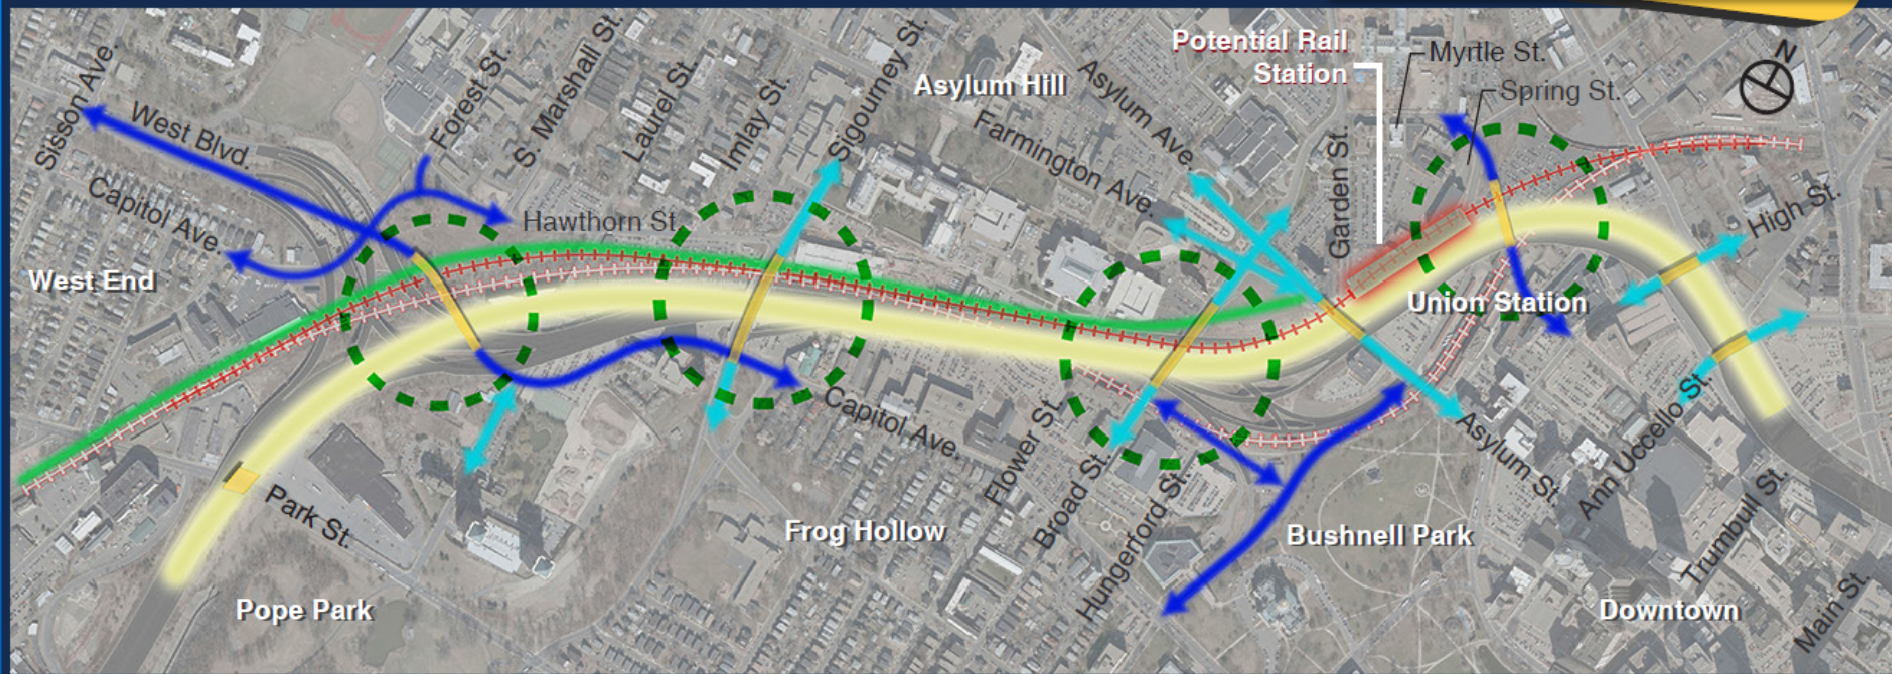 Sisson Ave.
West Blvd.
Capitol Ave.
West End
Forest St.
S. Marshall St.
Laurel St.
Imlay St.
Sigourney St.
Hawthorn St.
Asylum Hill
Farmington Ave.
Asylum Ave.
Potential Rail
Station
Garden St.
Myrtle St.
Spring St.
N
High St.
Union Station
Park St.
Pope Park
Capitol Ave.
Frog Hollow
Flower St.
Broad St.
Hungerford St.
Bushnell Park
Asylum St.
Ann Uccello St.
Trumbull St.
Downtown
Main St.